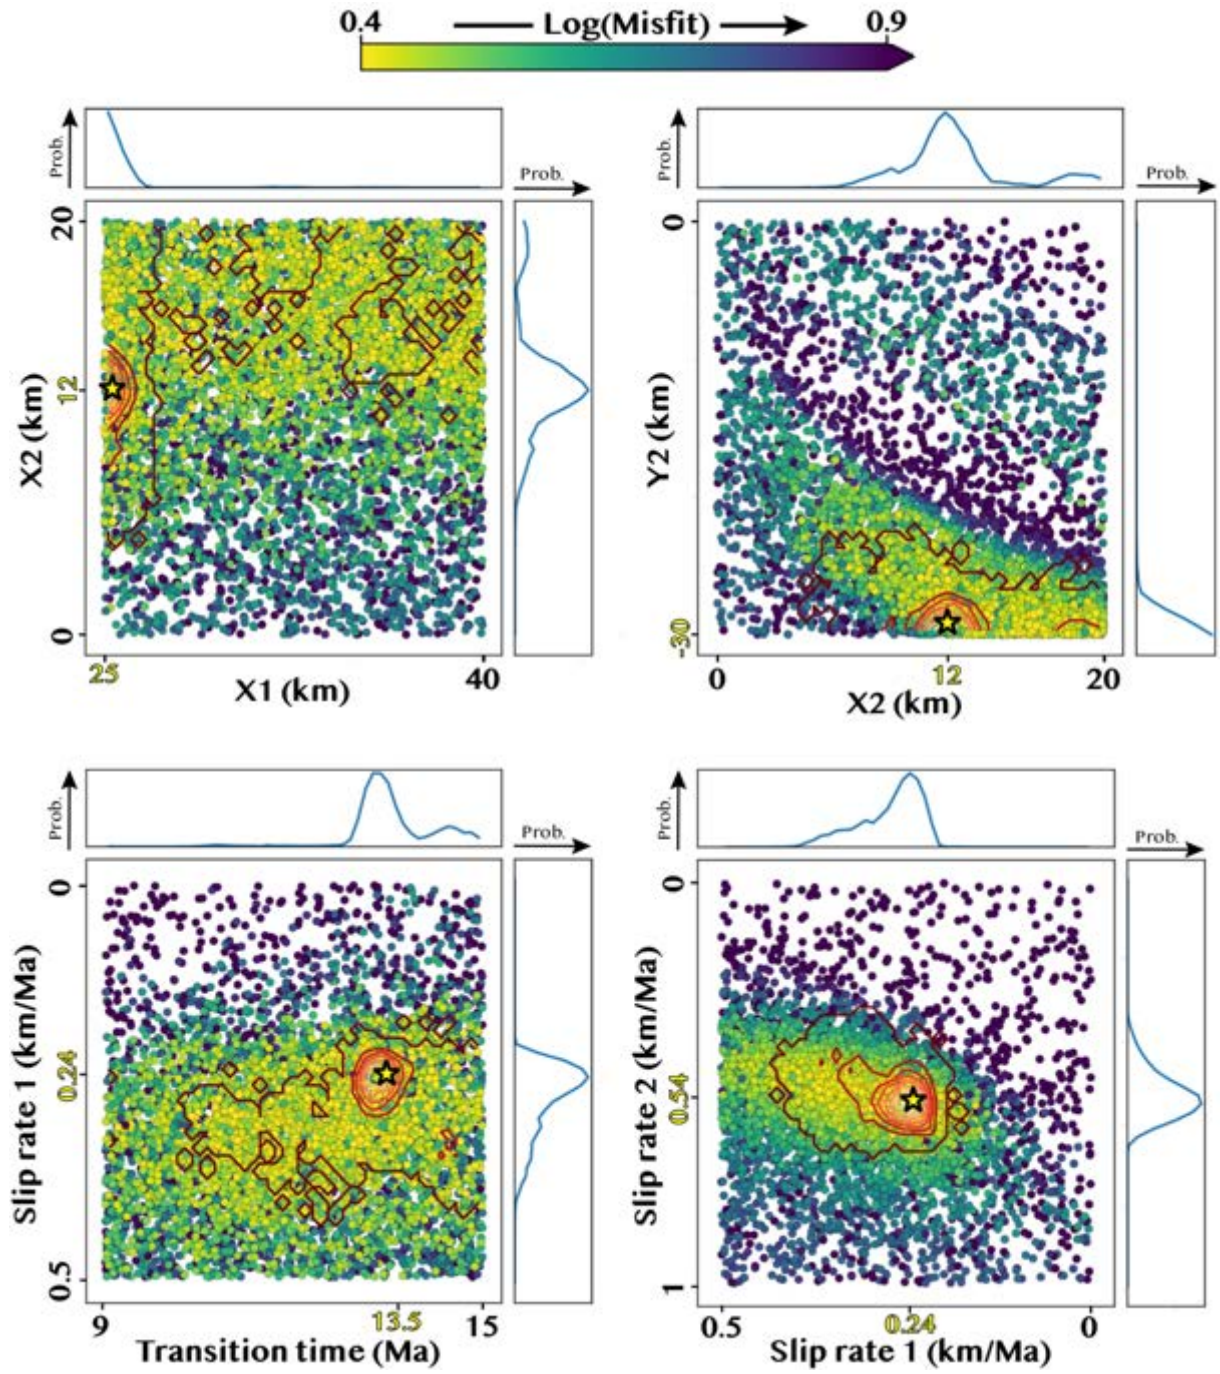 0.4 Log(Misfit) 0.9
Prob.
Prob.
20
12
0
X2 (km)
25
40
X1 (km)
Prob.
Prob.
0
-30
Y2 (km)
0
12
20
X2 (km)
Prob.
Prob.
0
0.24
0.5
Slip rate 1 (km/Ma)
9
13.5
15
Transition time (Ma)
Prob.
Prob.
0
0.54
1
Slip rate 2 (km/Ma)
0.5
0.24
0
Slip rate 1 (km/Ma)